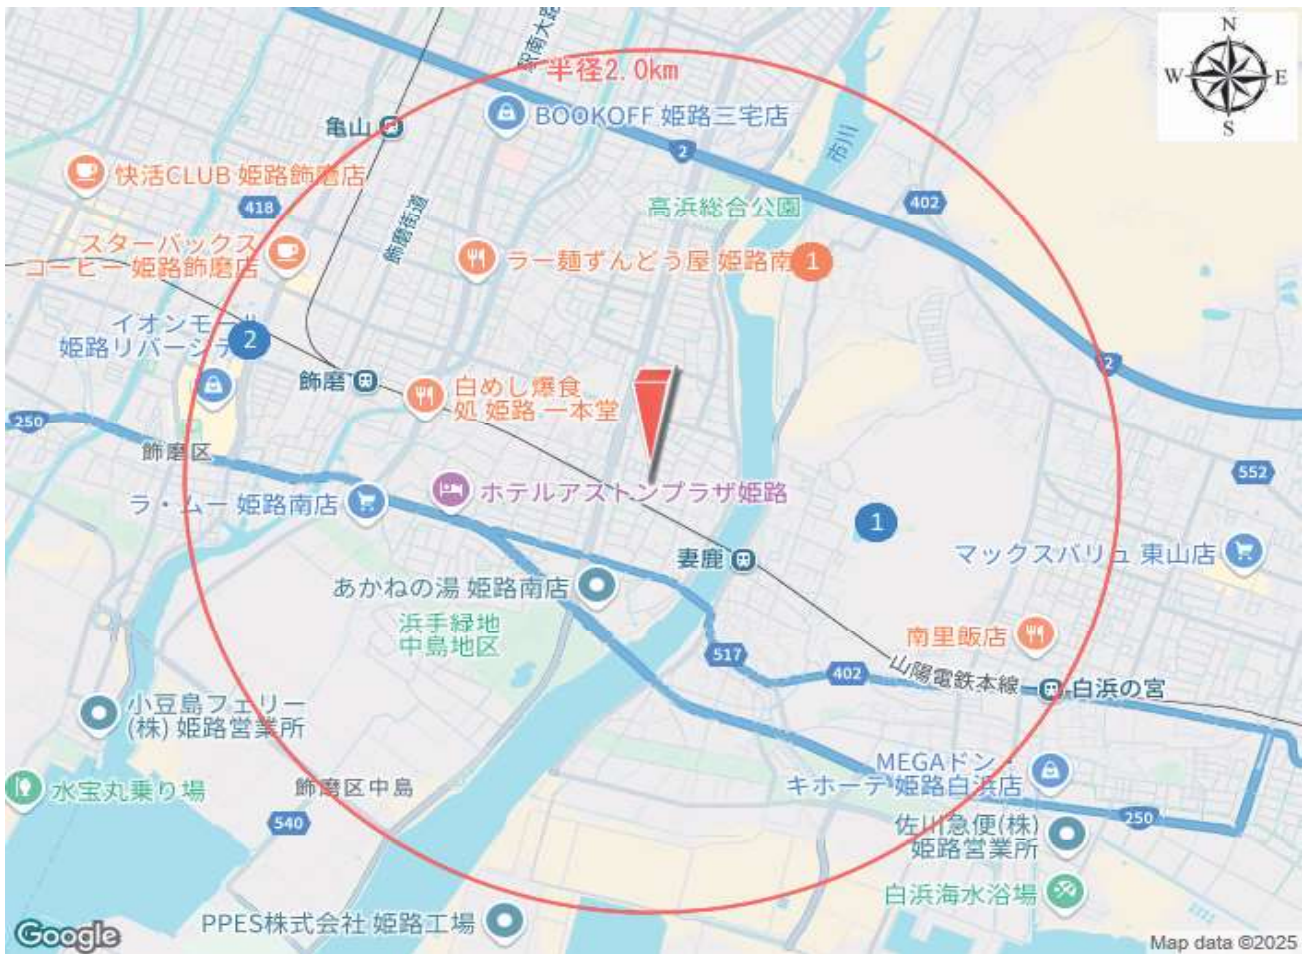 N
W E
S
駅南大路
半径2.0km
BOOKOFF 姫路三宅店
亀山
2
市川
快活CLUB 姫路飾磨店
418
飾磨街道
高浜総合公園
402
スターバックス
コーヒー 姫路飾磨店
ラー麺ずんどう屋 姫路南
1
イオンモール
姫路リバーシテ
2
飾磨
白めし爆食
処 姫路 一本堂
2
250
飾磨区
ラ・ムー 姫路南店
ホテルアストンプラザ姫路
1
552
妻鹿
マックスバリュ 東山店
あかねの湯 姫路南店
浜手緑地
中島地区
南里飯店
517
402
山陽電鉄本線
白浜の宮
小豆島フェリー
(株) 姫路営業所
水宝丸乗り場
飾磨区中島
540
MEGAドン・
キホーテ 姫路白浜店
250
佐川急便(株)
姫路営業所
白浜海水浴場
PPES株式会社 姫路工場
Google
Map data ©2025